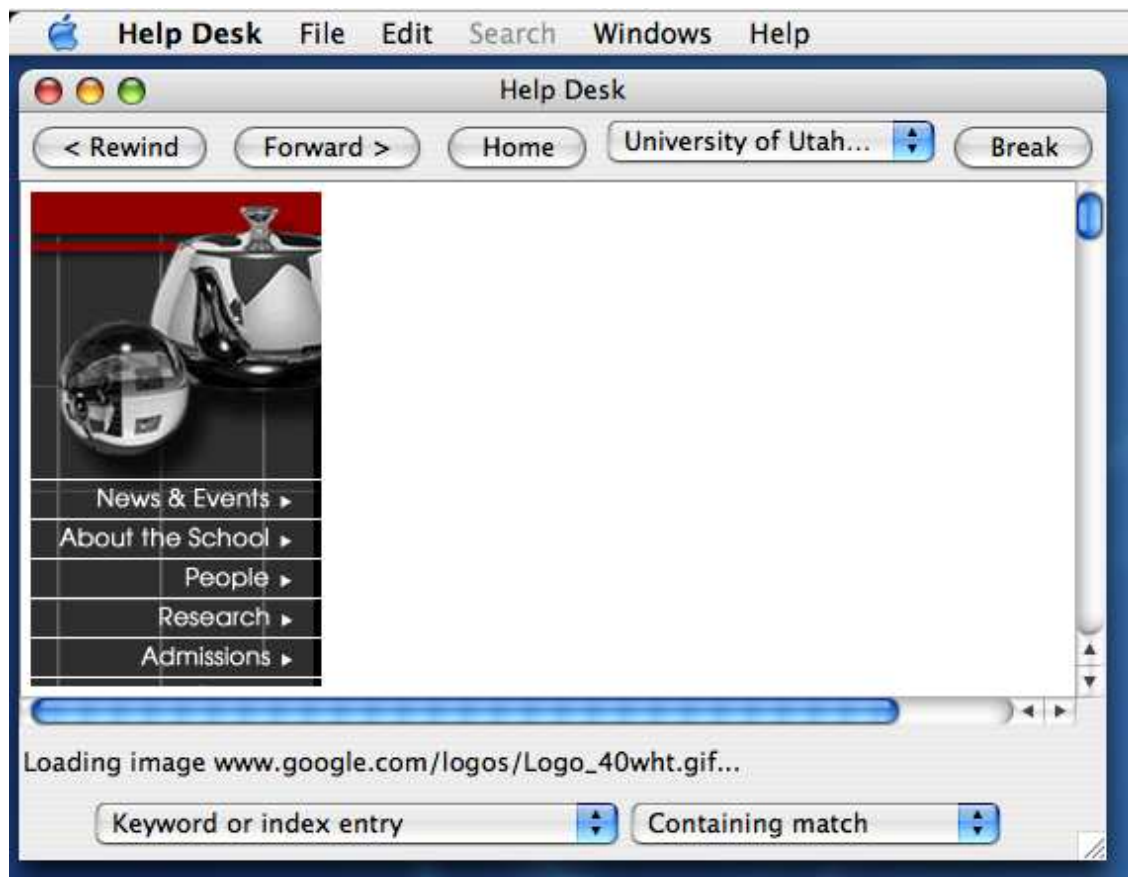 Help Desk File Edit Search Windows Help
Help Desk
< Rewind Forward > Home University of Utah... Break
News & Events
About the School
People
Research
Admissions
Loading image www.google.com/logos/Logo_40wht.gif...
Keyword or index entry Containing match